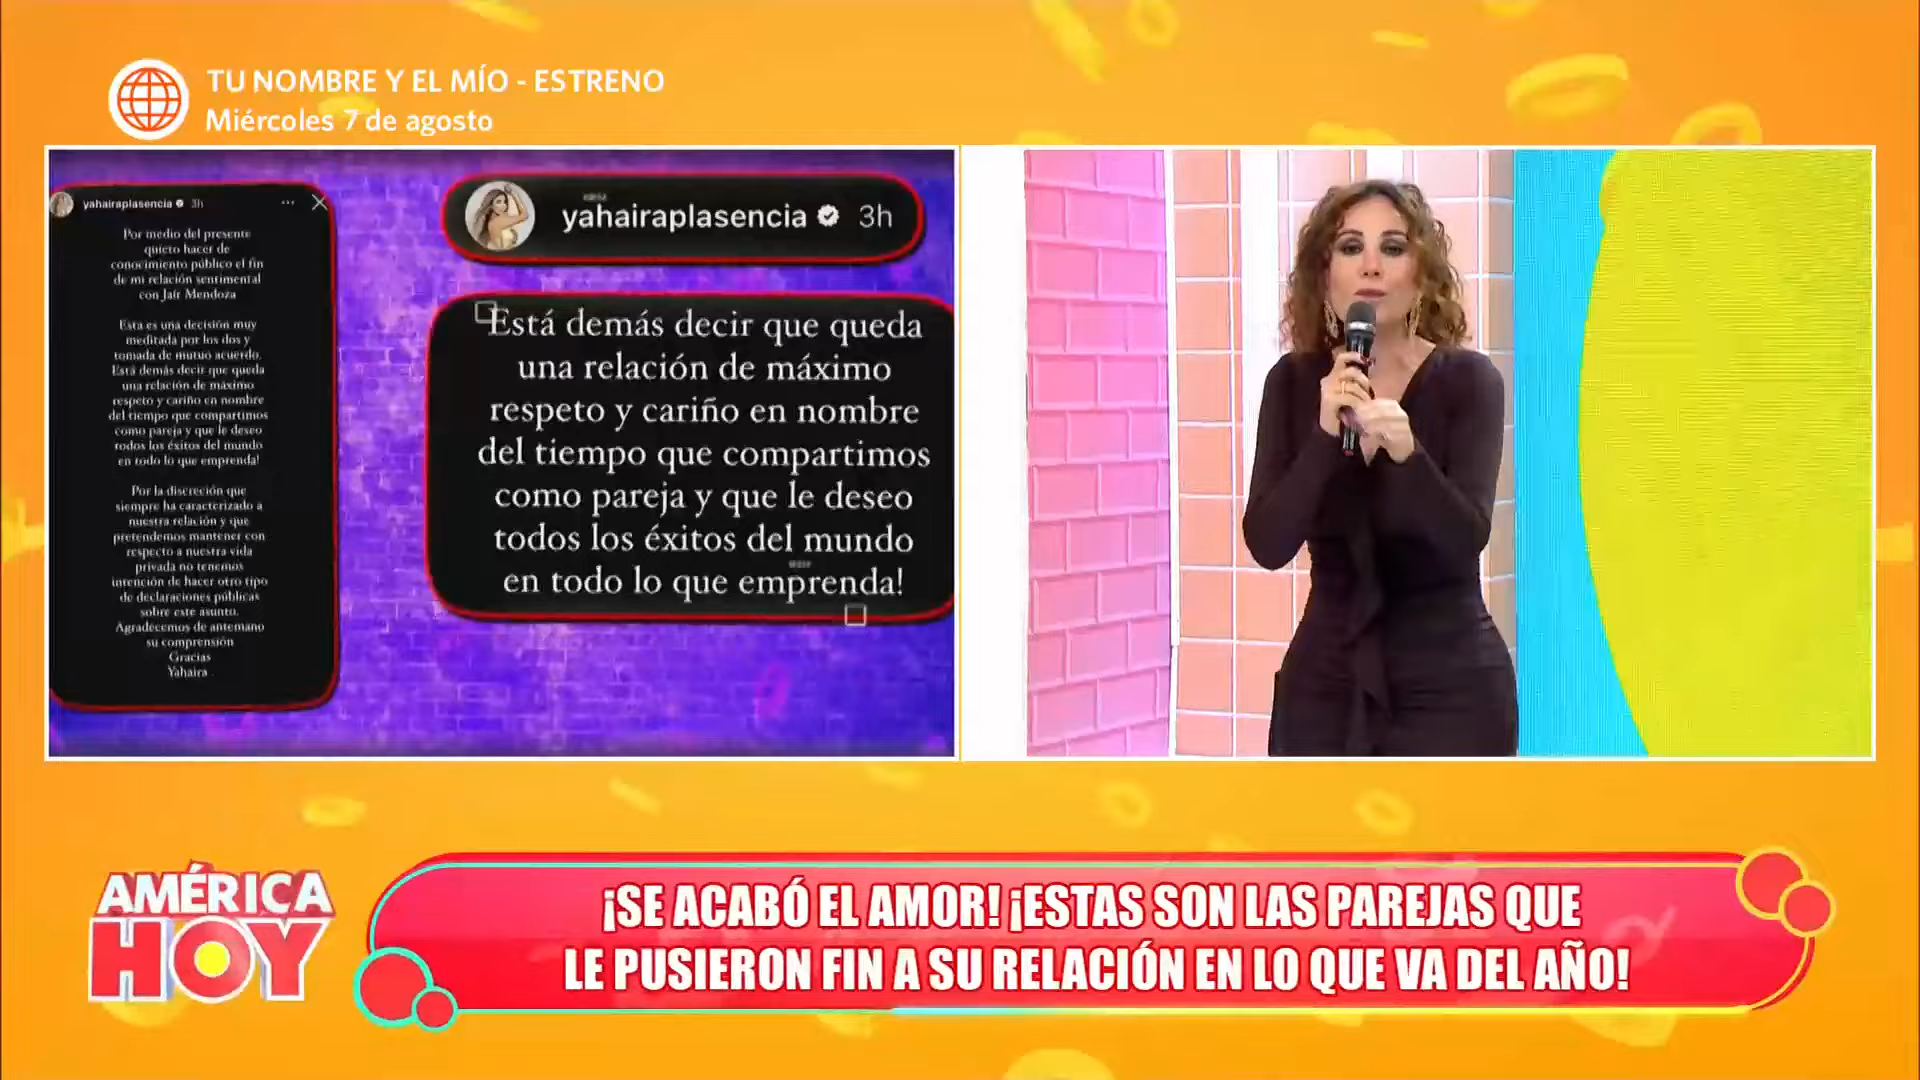 TU NOMBRE Y EL MÍO - ESTRENO
Miércoles 7 de agosto
yahairaplasencia 3h
Por medio del presente
quieto hacer de
conocimiento público el fin
de mi relación sentimental
con Jair Mendoza
Esta es una decisión muy
meditada por los dos y
tomada de mutuo acuerdo.
Está demás decir que queda
una relación de máximo
respeto y cariño en nombre
del tiempo que compartimos
como pareja y que le deseo
todos los éxitos del mundo
en todo lo que emprenda!
Por la discreción que
siempre ha caracterizado a
nuestra relación y que
pretendemos mantener con
respecto a nuestra vida
privada no tenemos
intención de hacer otro tipo
de declaraciones públicas
sobre este asunto.
Agradecemos de antemano
su comprensión
Gracias
Yahaira
yahairaplasencia 3h
Está demás decir que queda
una relación de máximo
respeto y cariño en nombre
del tiempo que compartimos
como pareja y que le deseo
todos los éxitos del mundo
en todo lo que emprenda!
AMÉRICA
HOY
¡SE ACABÓ EL AMOR! ¡ESTAS SON LAS PAREJAS QUE
LE PUSIERON FIN A SU RELACIÓN EN LO QUE VA DEL AÑO!